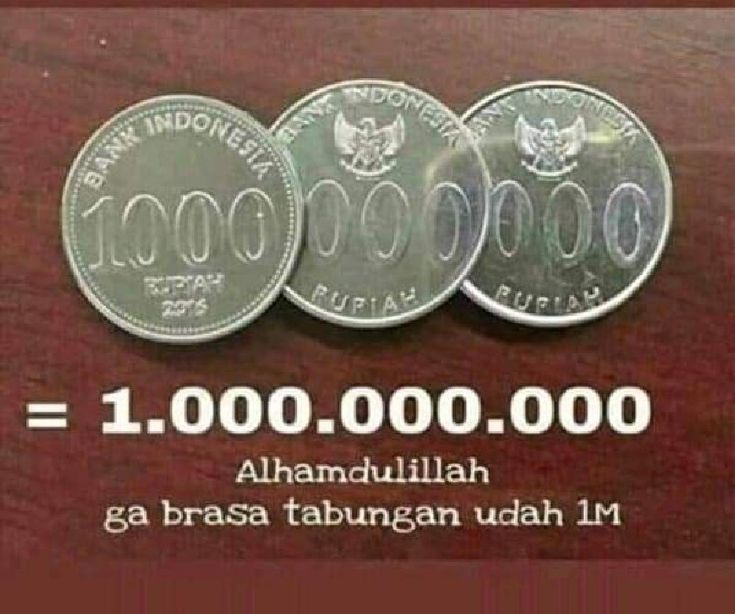 BANK INDONESIA
1000
RUPIAH
2016
BANK INDONESIA
000
RUPIAH
BANK INDONESIA
000
RUPIAH
= 1.000.000.000
Alhamdulillah
ga brasa tabungan udah 1M